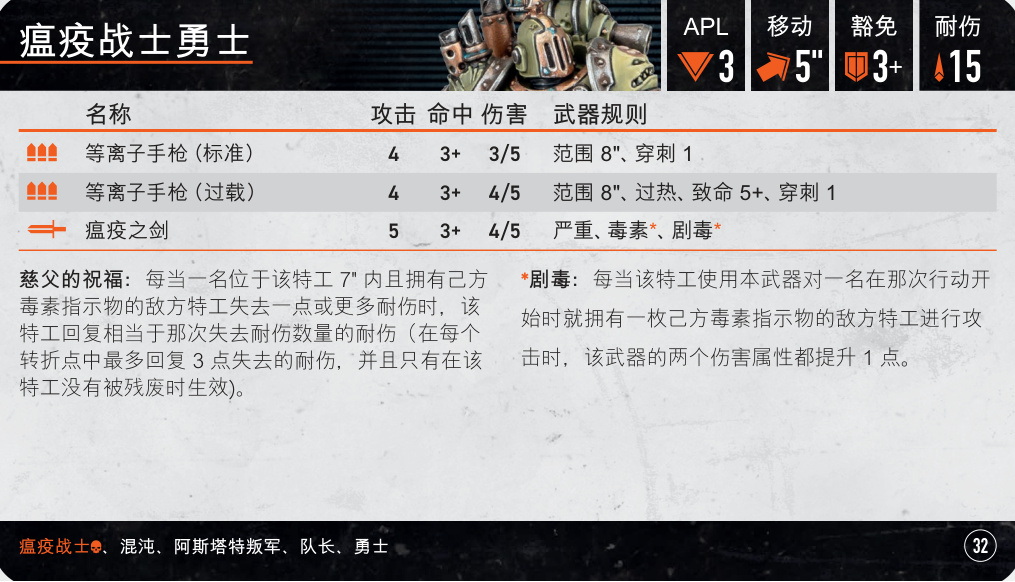 瘟疫战士勇士
APL 移动 豁免 耐伤
3 5" 3+ 15
名称 攻击 命中 伤害 武器规则
等离子手枪（标准） 4 3+ 3/5 范围 8"、穿刺 1
等离子手枪（过载） 4 3+ 4/5 范围 8"、过热、致命 5+、穿刺 1
瘟疫之剑 5 3+ 4/5 严重、毒素*、剧毒*
慈父的祝福：每当一名位于该特工 7" 内且拥有己方
毒素指示物的敌方特工失去一点或更多耐伤时，该
特工回复相当于那次失去耐伤数量的耐伤（在每个
转折点中最多回复 3 点失去的耐伤，并且只有在该
特工没有被残废时生效)。
*剧毒：每当该特工使用本武器对一名在那次行动开
始时就拥有一枚己方毒素指示物的敌方特工进行攻
击时，该武器的两个伤害属性都提升 1 点。
瘟疫战士、混沌、阿斯塔特叛军、队长、勇士
32